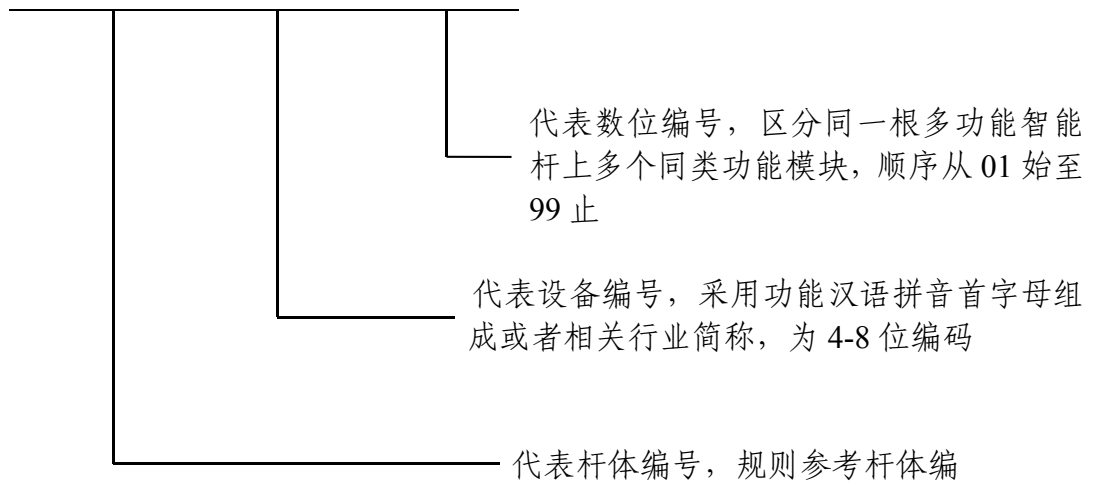 代表数位编号，区分同一根多功能智能
杆上多个同类功能模块，顺序从 01 始至
99 止
代表设备编号，采用功能汉语拼音首字母组
成或者相关行业简称，为 4-8 位编码
代表杆体编号，规则参考杆体编